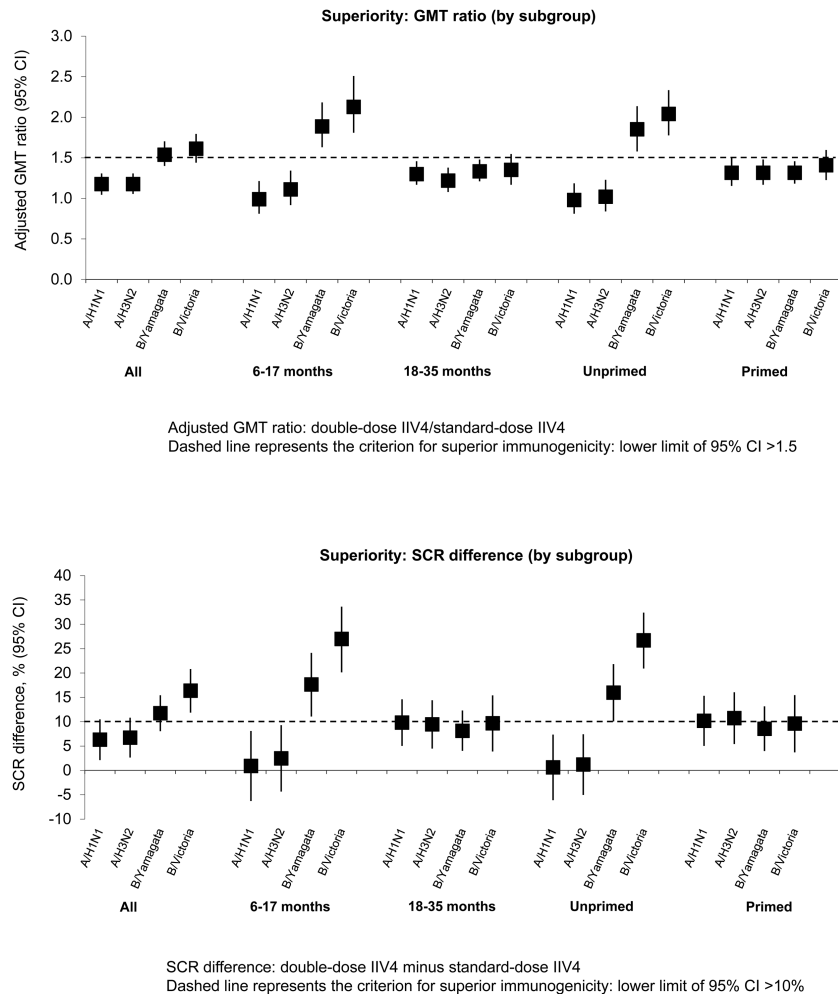 Superiority: GMT ratio (by subgroup)
Adjusted GMT ratio (95% CI)
3.0
2.5
2.0
1.5
1.0
0.5
0.0
A/H1N1 A/H3N2 B/Yamagata B/Victoria A/H1N1 A/H3N2 B/Yamagata B/Victoria A/H1N1 A/H3N2 B/Yamagata B/Victoria A/H1N1 A/H3N2 B/Yamagata B/Victoria A/H1N1 A/H3N2 B/Yamagata B/Victoria
All 6-17 months 18-35 months Unprimed Primed
Adjusted GMT ratio: double-dose IIV4/standard-dose IIV4
Dashed line represents the criterion for superior immunogenicity: lower limit of 95% CI >1.5
Superiority: SCR difference (by subgroup)
SCR difference, % (95% CI)
40
35
30
25
20
15
10
5
0
-5
-10
A/H1N1 A/H3N2 B/Yamagata B/Victoria A/H1N1 A/H3N2 B/Yamagata B/Victoria A/H1N1 A/H3N2 B/Yamagata B/Victoria A/H1N1 A/H3N2 B/Yamagata B/Victoria A/H1N1 A/H3N2 B/Yamagata B/Victoria
All 6-17 months 18-35 months Unprimed Primed
SCR difference: double-dose IIV4 minus standard-dose IIV4
Dashed line represents the criterion for superior immunogenicity: lower limit of 95% CI >10%